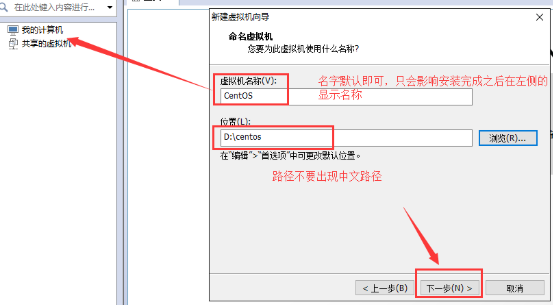 在此处键入内容进行...
我的计算机
共享的虚拟机
新建虚拟机向导
命名虚拟机
您要为此虚拟机使用什么名称?
虚拟机名称(V):
CentOS
名字默认即可,只会影响安装完成之后在左侧的
显示名称
位置(L):
D:\centos
浏览(R)...
在"编辑">"首选项"中可更改默认位置。
路径不要出现中文路径
< 上一步(B)
下一步(N) >
取消